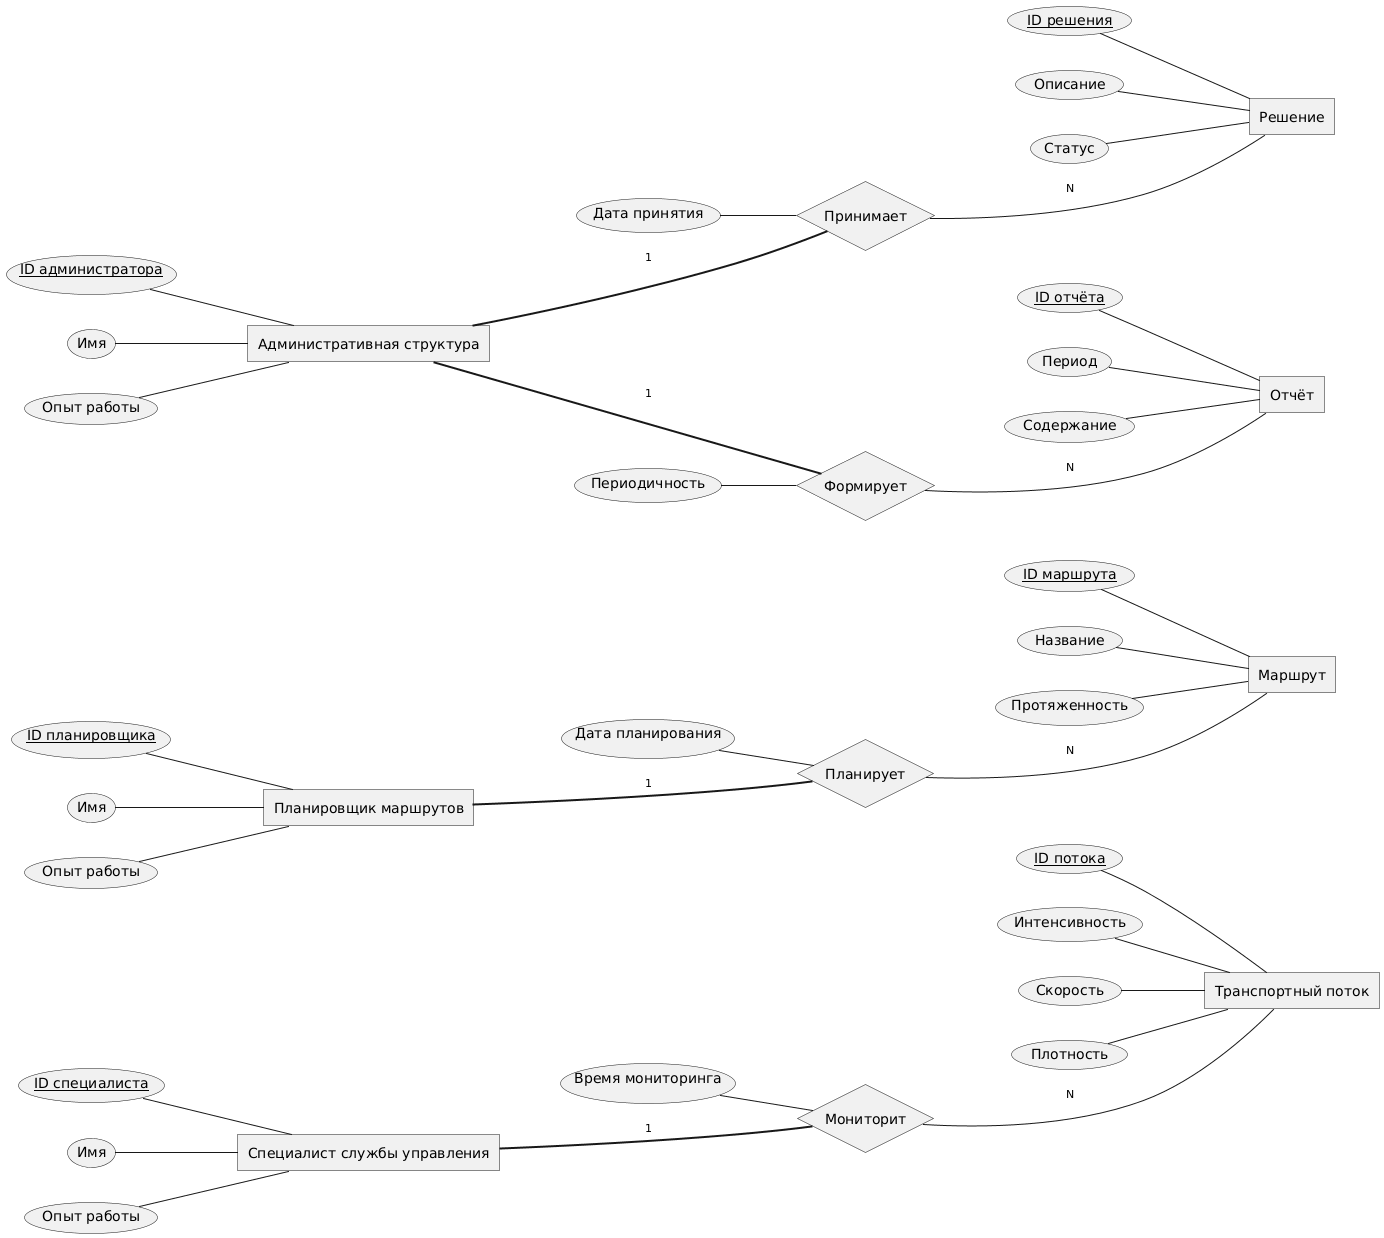 ID решения
Описание
Решение
Статус
N
Дата принятия
Принимает
1
ID администратора
Имя
Административная структура
Опыт работы
ID отчёта
Период
Отчёт
1
Содержание
N
Периодичность
Формирует
ID маршрута
Название
Маршрут
Протяженность
N
ID планировщика
Дата планирования
Планирует
1
Имя
Планировщик маршрутов
Опыт работы
ID потока
Интенсивность
Скорость
Транспортный поток
Плотность
N
ID специалиста
Время мониторинга
Мониторит
1
Имя
Специалист службы управления
Опыт работы